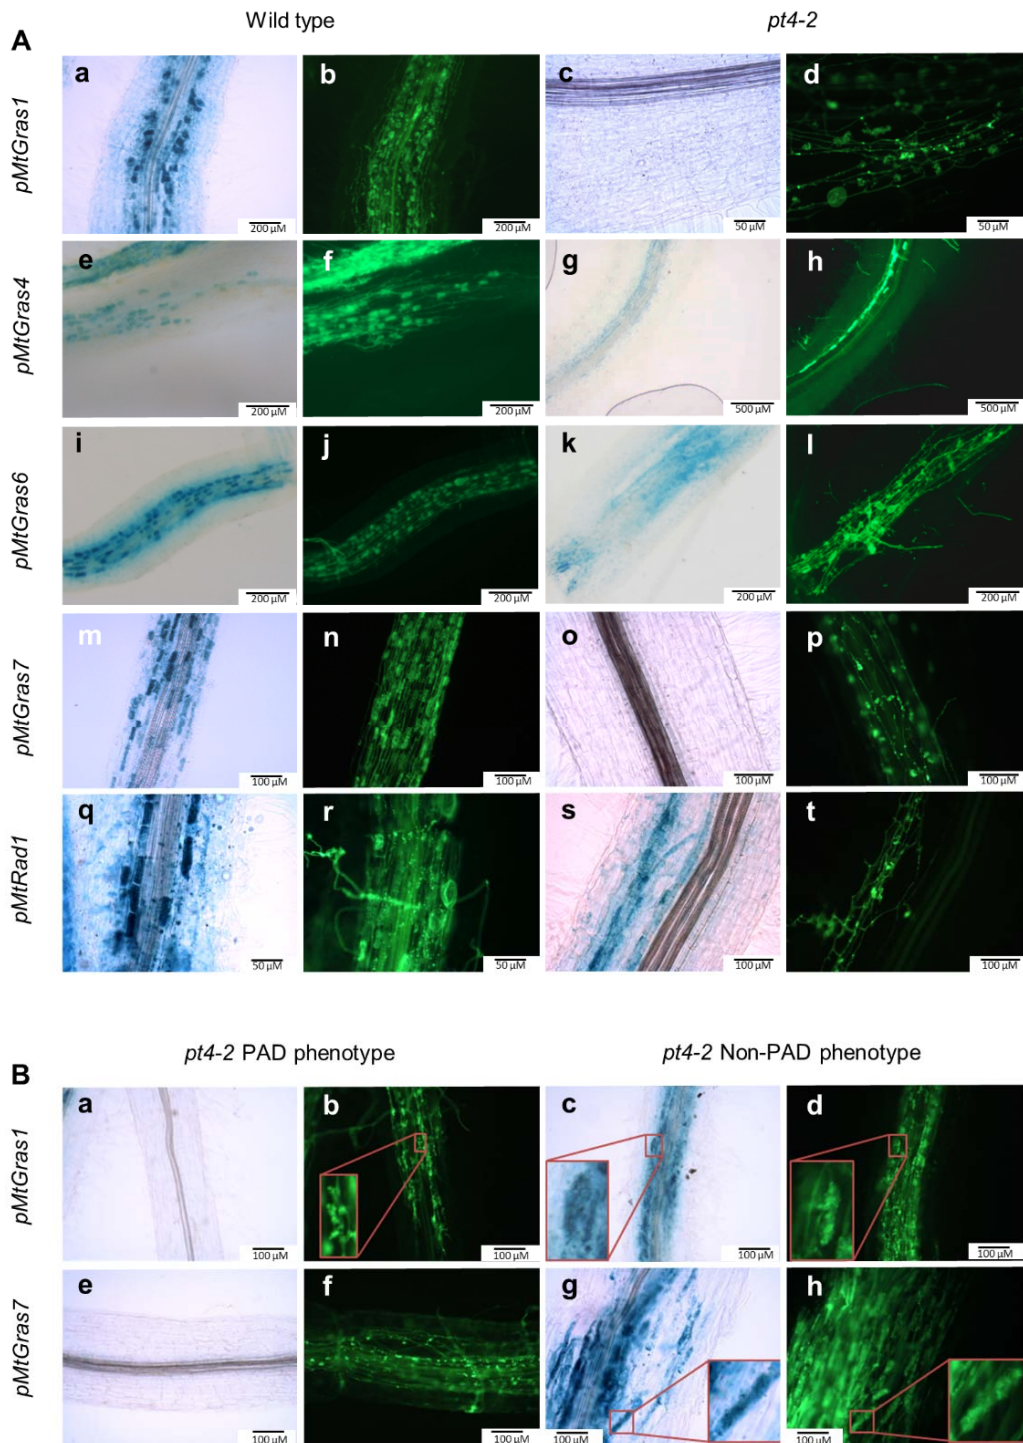 Wild type
pt4-2
A
pMtGras1
a
200 µM
b
200 µM
c
50 µM
d
50 µM
pMtGras4
e
200 µM
f
200 µM
g
500 µM
h
500 µM
pMtGras6
i
200 µM
j
200 µM
k
200 µM
l
200 µM
pMtGras7
m
100 µM
n
100 µM
o
100 µM
p
100 µM
pMtRad1
q
50 µM
r
50 µM
s
100 µM
t
100 µM
pt4-2 PAD phenotype
pt4-2 Non-PAD phenotype
B
pMtGras1
a
100 µM
b
100 µM
c
100 µM
d
100 µM
pMtGras7
e
100 µM
f
100 µM
g
100 µM
h
100 µM